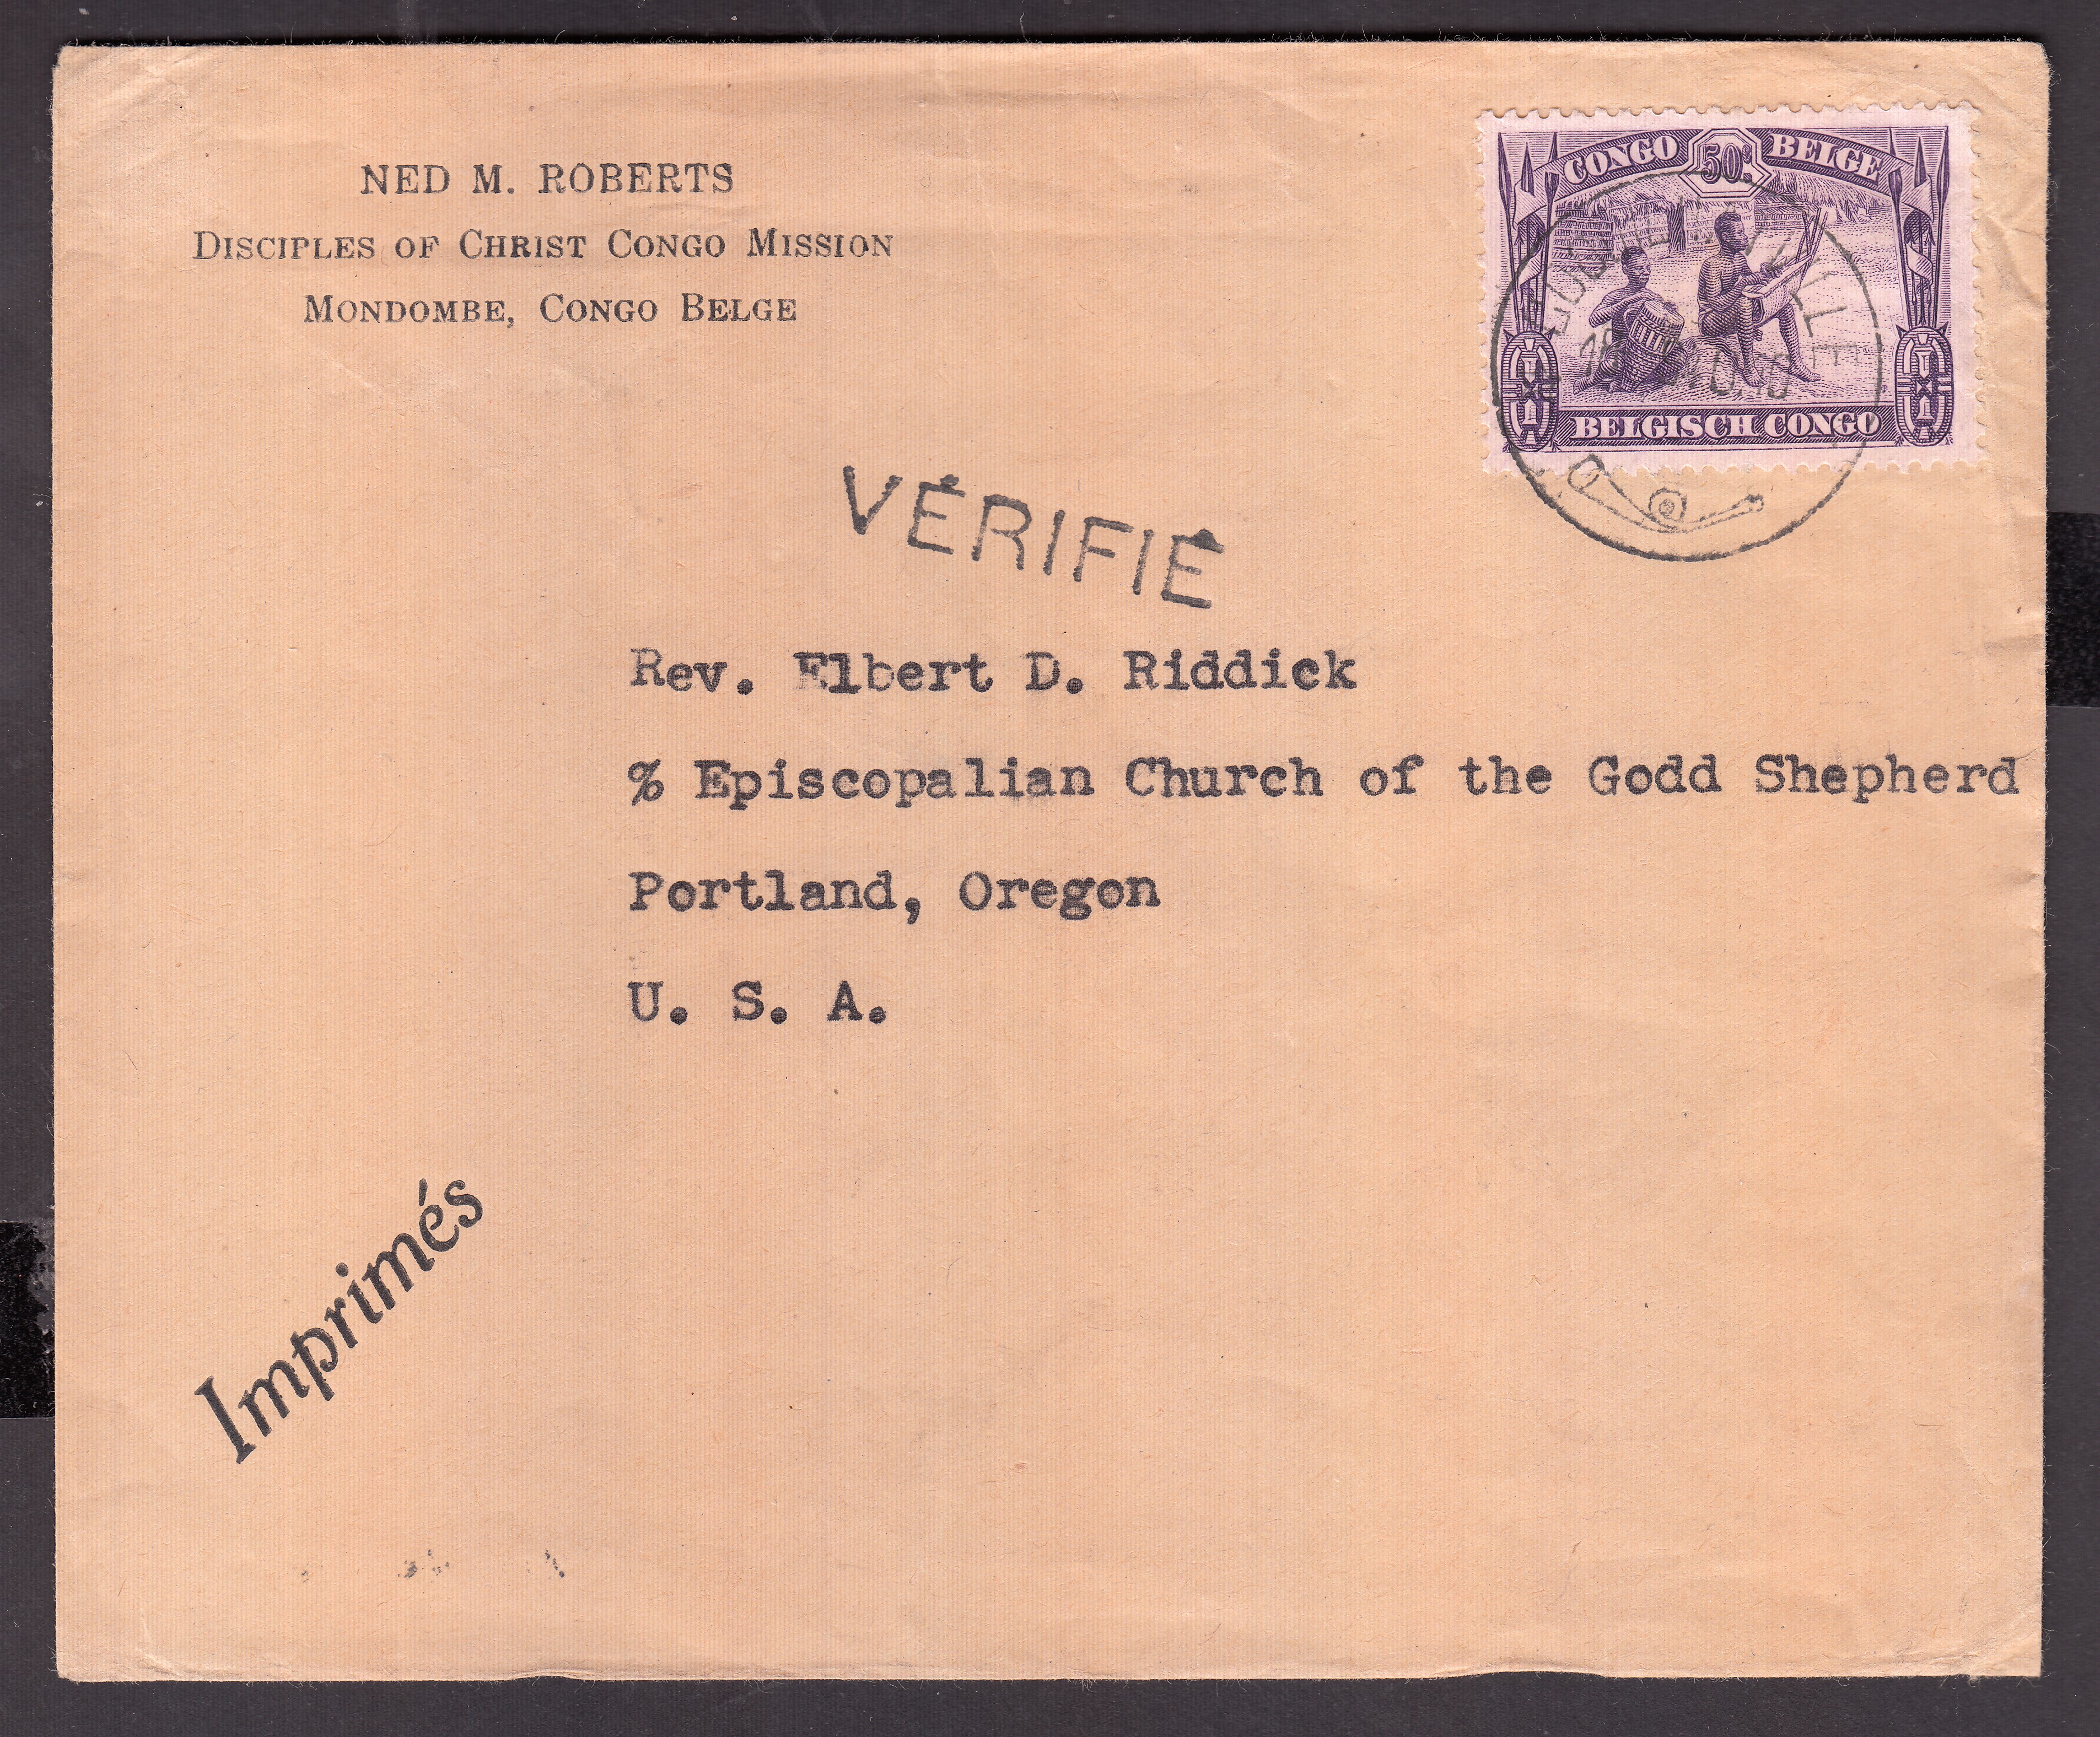 NED M. ROBERTS
DISCIPLES OF CHRIST CONGO MISSION
MONDOMBE, CONGO BELGE
CONGO 50c BELGE
BELGISCH CONGO
VÉRIFIÉ
Rev. Elbert D. Riddick
% Episcopalian Church of the Godd Shepherd
Portland, Oregon
U. S. A.
Imprimés